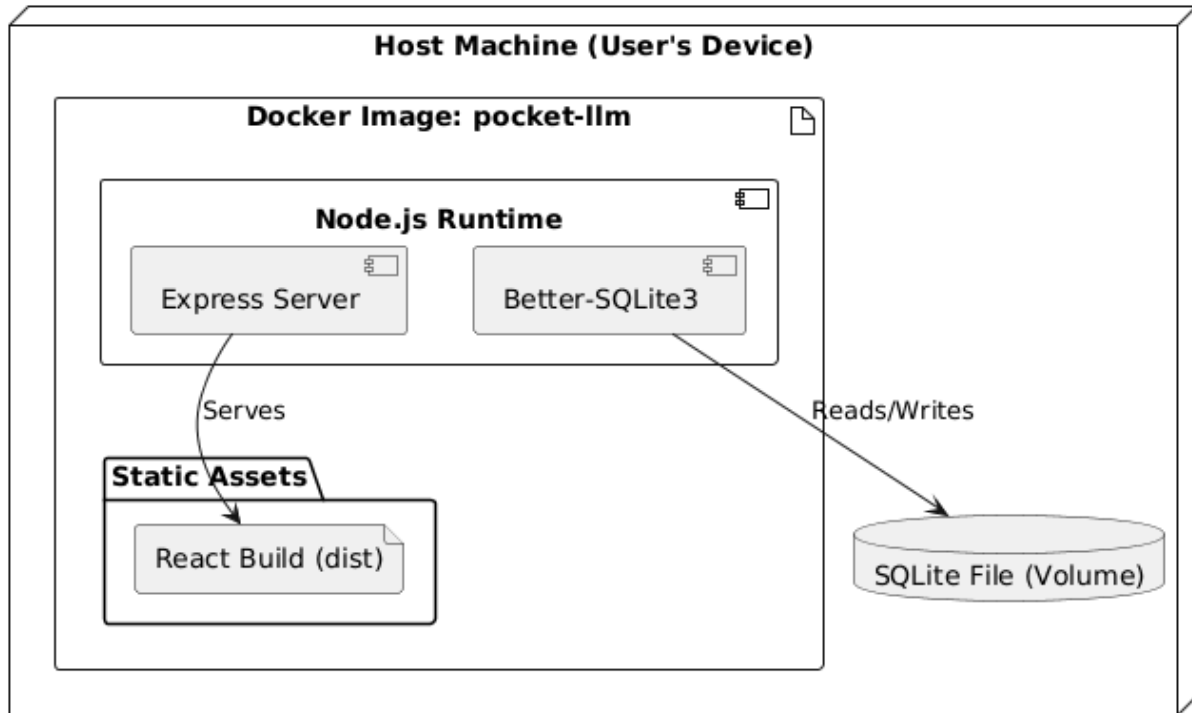 Host Machine (User's Device)
Docker Image: pocket-llm
Node.js Runtime
Express Server
Better-SQLite3
Serves
Reads/Writes
Static Assets
React Build (dist)
SQLite File (Volume)